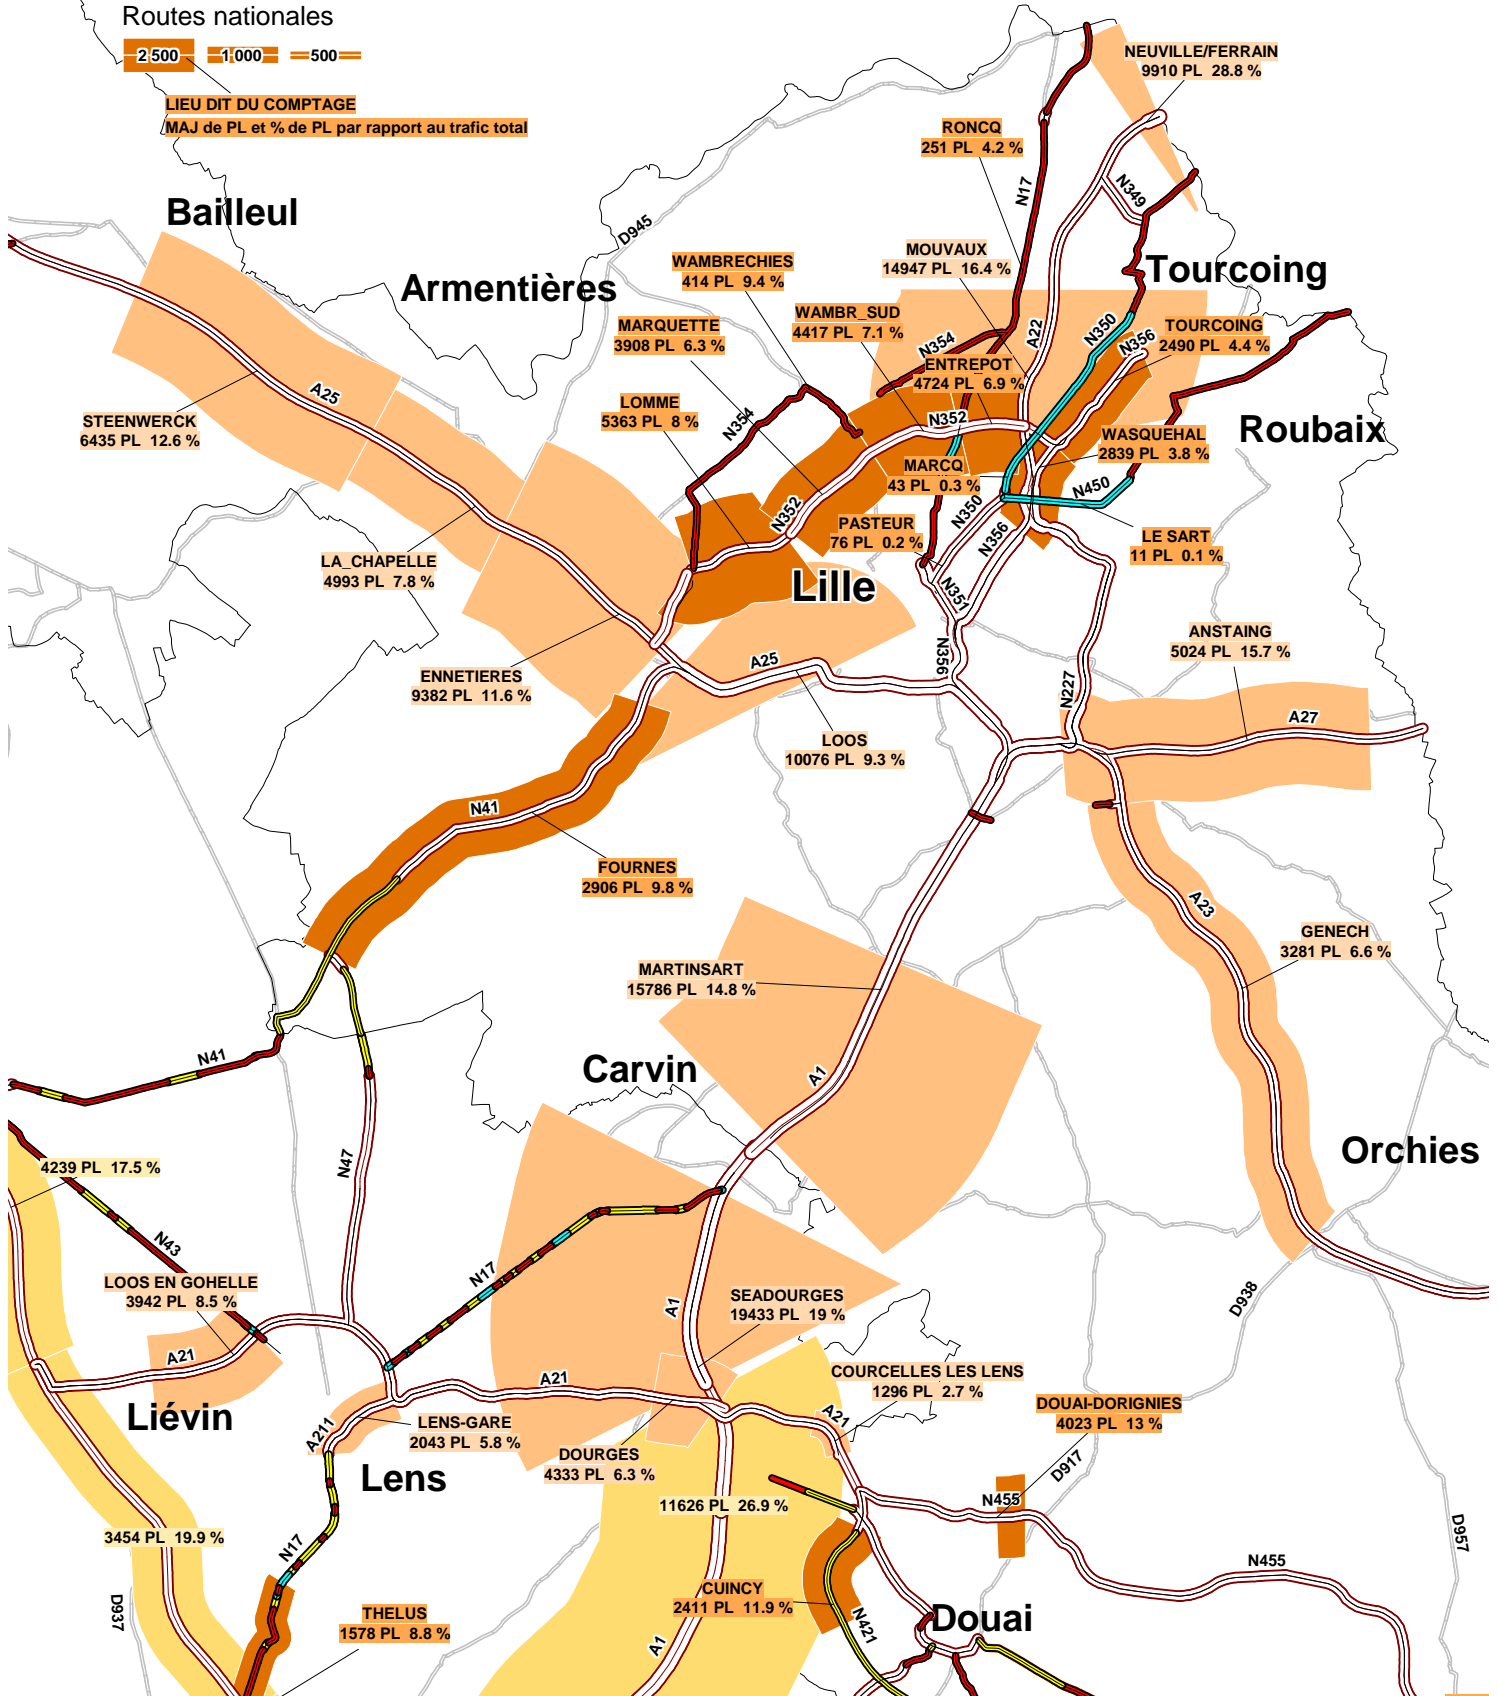 Routes nationales
2 500
1 000
500
LIEU DIT DU COMPTAGE
MAJ de PL et % de PL par rapport au trafic total
NEUVILLE/FERRAIN
9910 PL 28.8 %
RONCQ
251 PL 4.2 %
N17
N349
Bailleul
D945
MOUVAUX
14947 PL 16.4 %
WAMBRECHIES
414 PL 9.4 %
Tourcoing
Armentières
WAMBR_SUD
4417 PL 7.1 %
MARQUETTE
3908 PL 6.3 %
A22
N350
N356
TOURCOING
2490 PL 4.4 %
N354
ENTREPOT
4724 PL 6.9 %
A25
LOMME
5363 PL 8 %
N354
N352
STEENWERCK
6435 PL 12.6 %
Roubaix
WASQUEHAL
2839 PL 3.8 %
MARCQ
43 PL 0.3 %
N450
N352
N350
PASTEUR
76 PL 0.2 %
N356
LE SART
11 PL 0.1 %
LA_CHAPELLE
4993 PL 7.8 %
Lille
N351
ANSTAING
5024 PL 15.7 %
N356
A25
ENNETIERES
9382 PL 11.6 %
N227
A27
LOOS
10076 PL 9.3 %
N41
FOURNES
2906 PL 9.8 %
A23
GENECH
3281 PL 6.6 %
MARTINSART
15786 PL 14.8 %
N41
Carvin
A1
Orchies
4239 PL 17.5 %
N47
N43
N17
LOOS EN GOHELLE
3942 PL 8.5 %
SEADOURGES
19433 PL 19 %
A1
D938
A21
A21
COURCELLES LES LENS
1296 PL 2.7 %
DOUAI-DORIGNIES
4023 PL 13 %
Liévin
A211
LENS-GARE
2043 PL 5.8 %
A21
DOURGES
4333 PL 6.3 %
D917
Lens
11626 PL 26.9 %
N455
3454 PL 19.9 %
N17
D957
N455
CUINCY
2411 PL 11.9 %
D937
THELUS
1578 PL 8.8 %
N421
Douai
A1